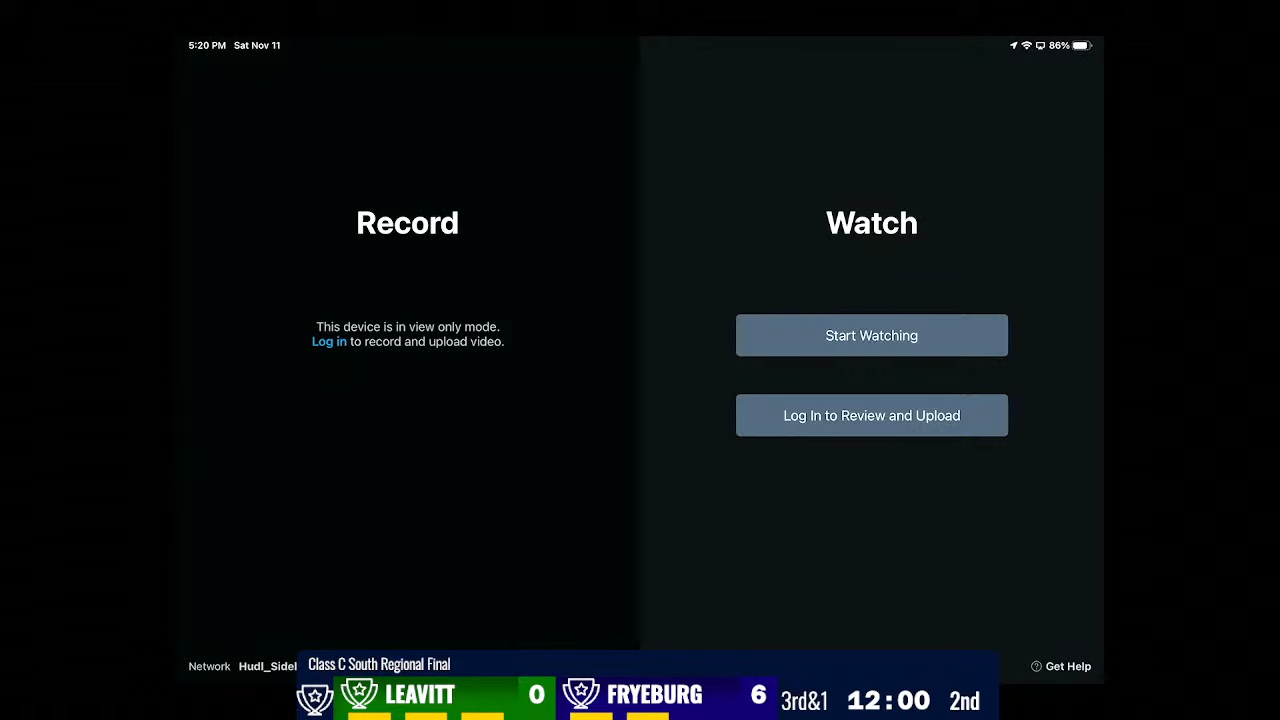 5:20 PM Sat Nov 11
86%
Record
This device is in view only mode.
Log in to record and upload video.
Watch
Start Watching
Log In to Review and Upload
Network Hudl_Sidel
Get Help
Class C South Regional Final
LEAVITT 0 FRYEBURG 6 3rd&1 12:00 2nd